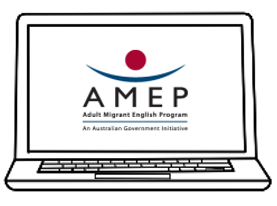 AMEP
Adult Migrant English Program
An Australian Government Initiative